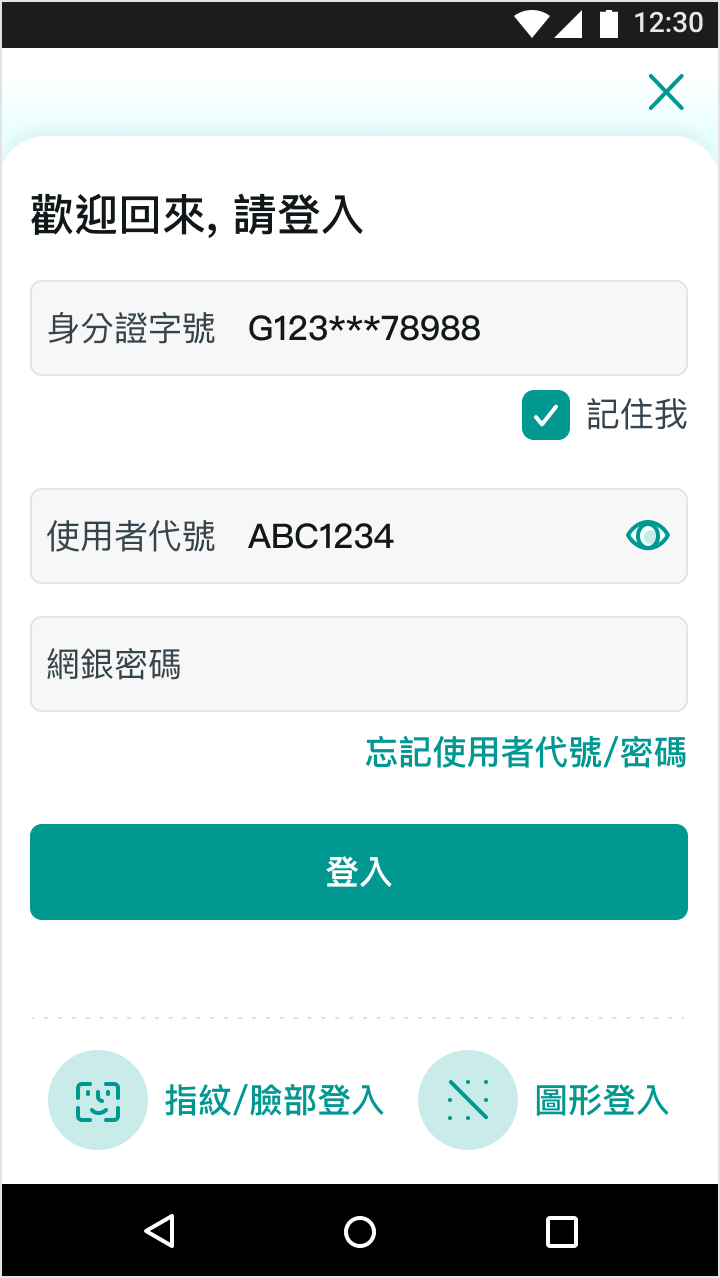 12:30
歡迎回來, 請登入
身分證字號 G123***78988
記住我
使用者代號 ABC1234
網銀密碼
忘記使用者代號/密碼
登入
指紋/臉部登入 圖形登入